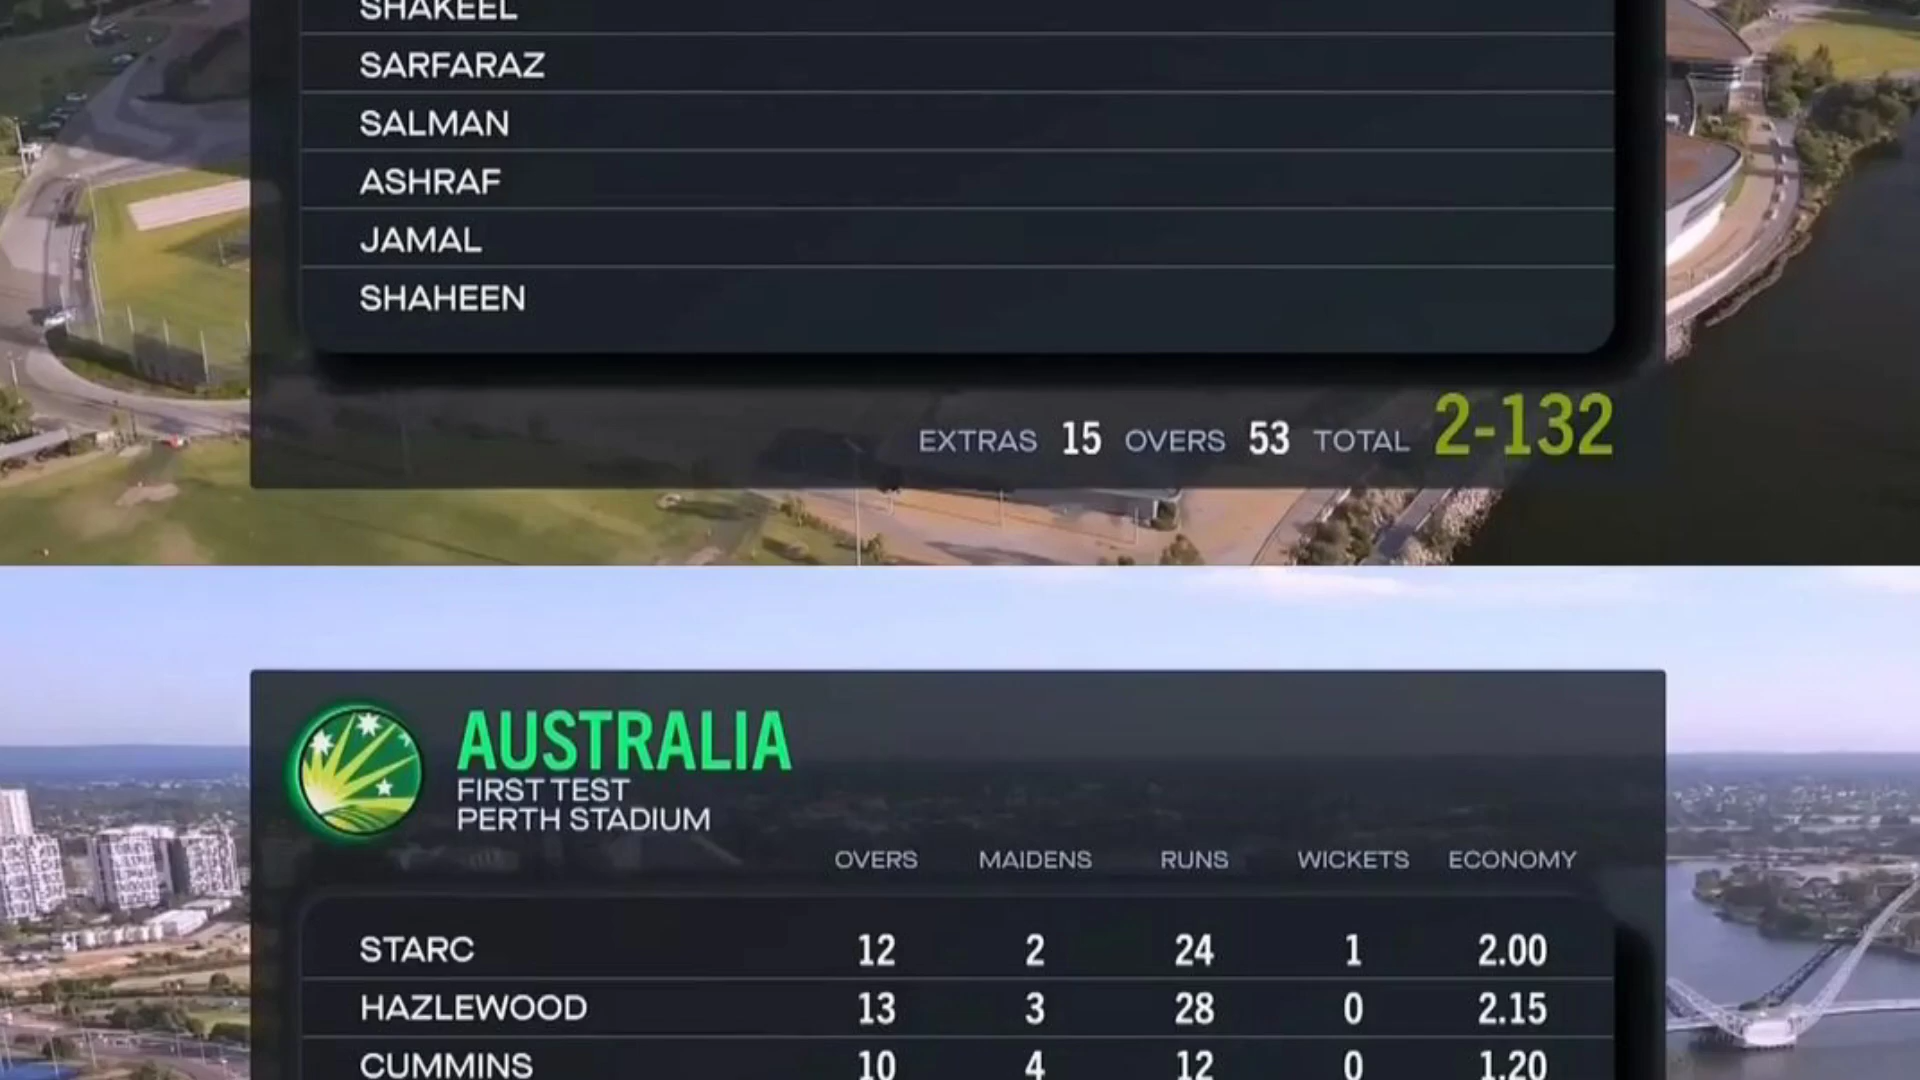 SHAKEEL
SARFARAZ
SALMAN
ASHRAF
JAMAL
SHAHEEN
EXTRAS 15 OVERS 53 TOTAL 2-132
AUSTRALIA
FIRST TEST
PERTH STADIUM
OVERS MAIDENS RUNS WICKETS ECONOMY
STARC 12 2 24 1 2.00
HAZLEWOOD 13 3 28 0 2.15
CUMMINS 10 4 12 0 1.20